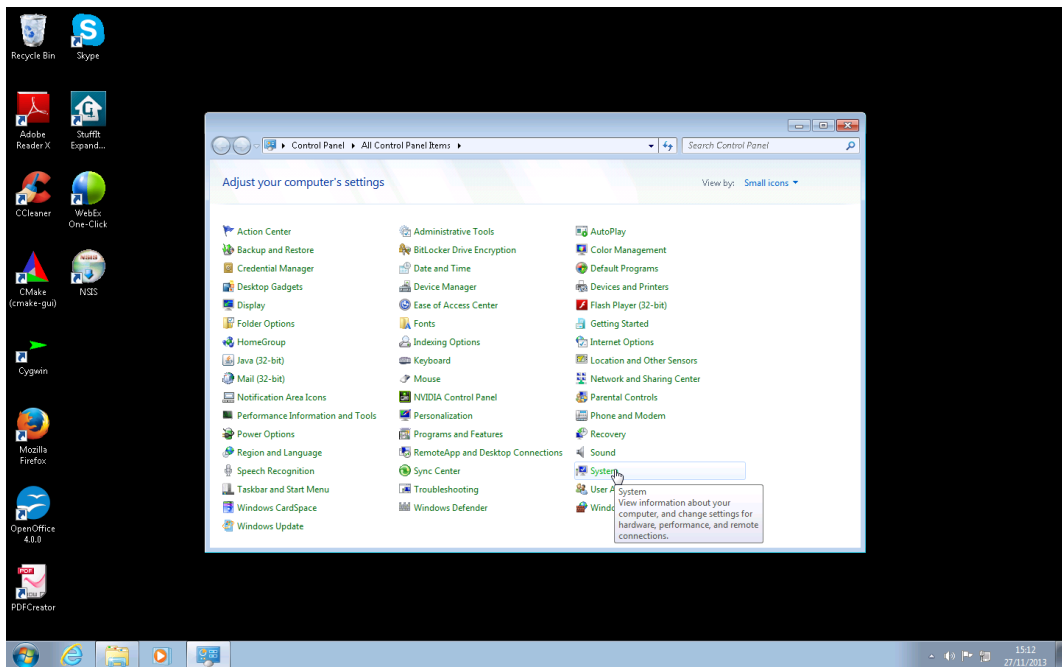 Recycle Bin
Skype
Adobe
Reader X
StuffIt
Expand...
CCleaner
WebEx
One-Click
CMake
(cmake-gui)
NSIS
Cygwin
Mozilla
Firefox
OpenOffice
4.0.0
PDF
PDFCreator
Control Panel
All Control Panel Items
Search Control Panel
Adjust your computer's settings
View by: Small icons
Action Center
Administrative Tools
AutoPlay
Backup and Restore
BitLocker Drive Encryption
Color Management
Credential Manager
Date and Time
Default Programs
Desktop Gadgets
Device Manager
Devices and Printers
Display
Ease of Access Center
Flash Player (32-bit)
Folder Options
Fonts
Getting Started
HomeGroup
Indexing Options
Internet Options
Java (32-bit)
Keyboard
Location and Other Sensors
Mail (32-bit)
Mouse
Network and Sharing Center
Notification Area Icons
NVIDIA Control Panel
Parental Controls
Performance Information and Tools
Personalization
Phone and Modem
Power Options
Programs and Features
Recovery
Region and Language
RemoteApp and Desktop Connections
Sound
Speech Recognition
Sync Center
System
Taskbar and Start Menu
Troubleshooting
User A
Windows CardSpace
Windows Defender
Windo
Windows Update
System
View information about your
computer, and change settings for
hardware, performance, and remote
connections.
15:12
27/11/2013